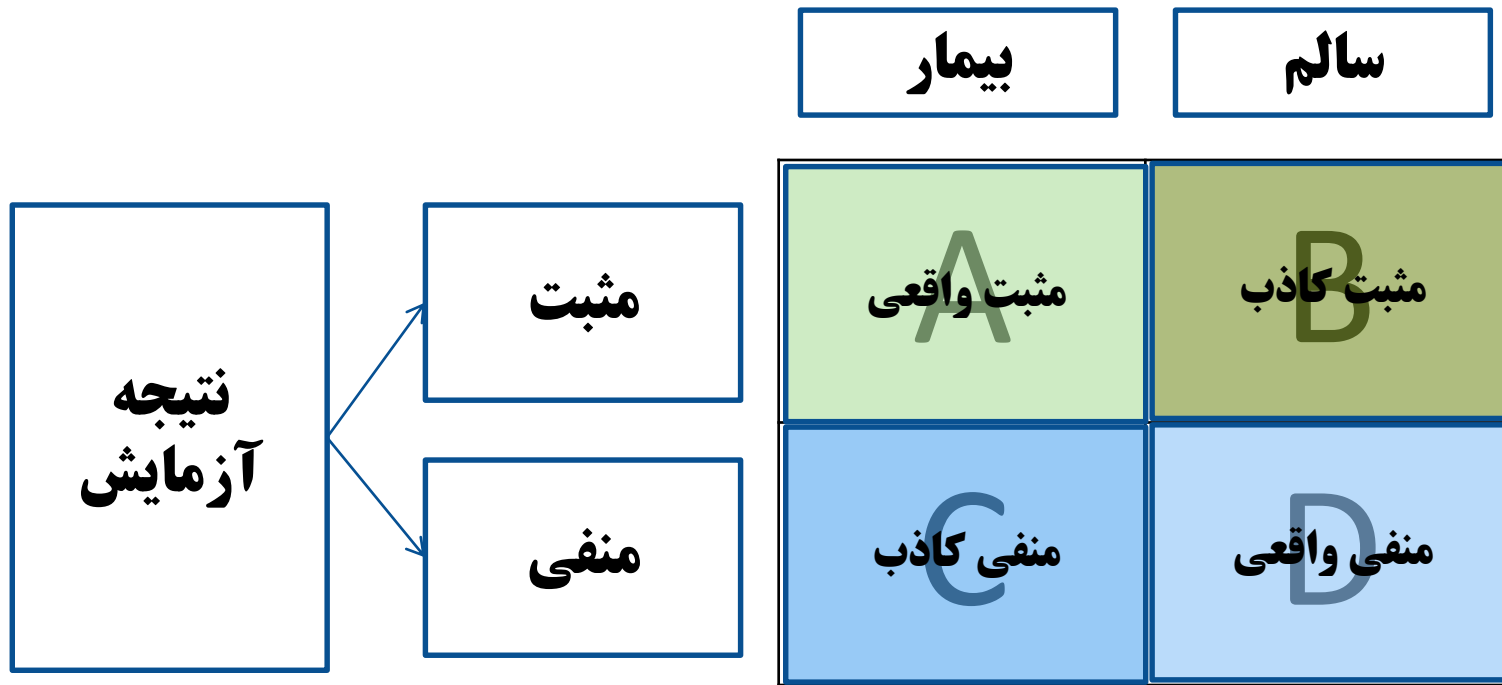 بیمار
سالم
نتیجه
آزمایش
مثبت
منفی
A
مثبت واقعی
B
مثبت کاذب
C
منفی کاذب
D
منفی واقعی